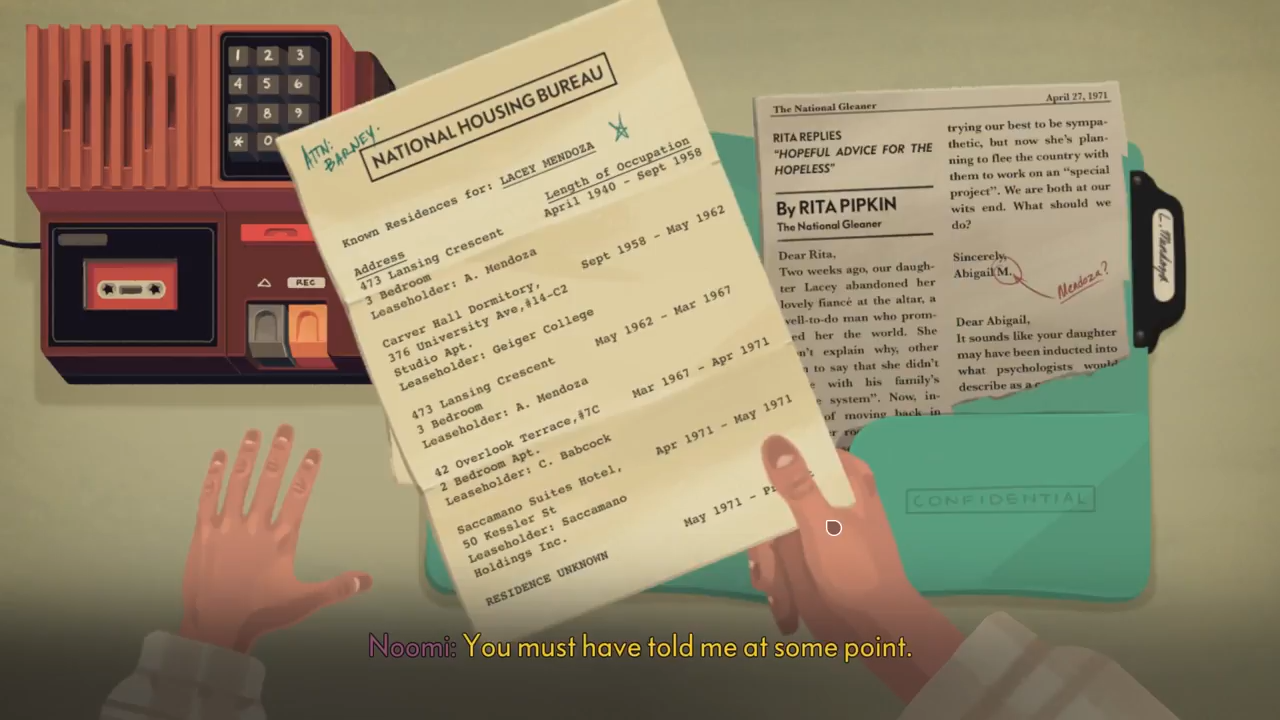 1 2 3
4 5 6
7 8 9
* 0
REC
ATTN:
BARNEY.
NATIONAL HOUSING BUREAU
Known Residences for: LACEY MENDOZA
Address
Length of Occupation
473 Lansing Crescent
April 1940 - Sept 1958
3 Bedroom
Leaseholder: A. Mendoza
Carver Hall Dormitory,
Sept 1958 - May 1962
376 University Ave,#14-C2
Studio Apt.
Leaseholder: Geiger College
473 Lansing Crescent
May 1962 - Mar 1967
3 Bedroom
Leaseholder: A. Mendoza
42 Overlook Terrace,#7C
Mar 1967 - Apr 1971
2 Bedroom Apt.
Leaseholder: C. Babcock
Saccamano Suites Hotel,
Apr 1971 - May 1971
50 Kessler St
Leaseholder: Saccamano
Holdings Inc.
RESIDENCE UNKNOWN
May 1971 -
The National Gleaner
April 27, 1971
RITA REPLIES
"HOPEFUL ADVICE FOR THE
HOPELESS"
By RITA PIPKIN
The National Gleaner
Dear Rita,
Two weeks ago, our daugh-
ter Lacey abandoned her
lovely fiancé at the altar, a
well-to-do man who prom-
ed her the world. She
n't explain why, other
to say that she didn't
with his family's
system". Now, in-
of moving back in
trying our best to be sympa-
thetic, but now she's plan-
ning to flee the country with
them to work on an "special
project". We are both at our
wits end. What should we
do?
Sincerely,
Abigail M.
Mendoza?
Dear Abigail,
It sounds like your daughter
may have been inducted into
what psychologists would
describe as a
L. Mendoza
CONFIDENTIAL
Noomi: You must have told me at some point.